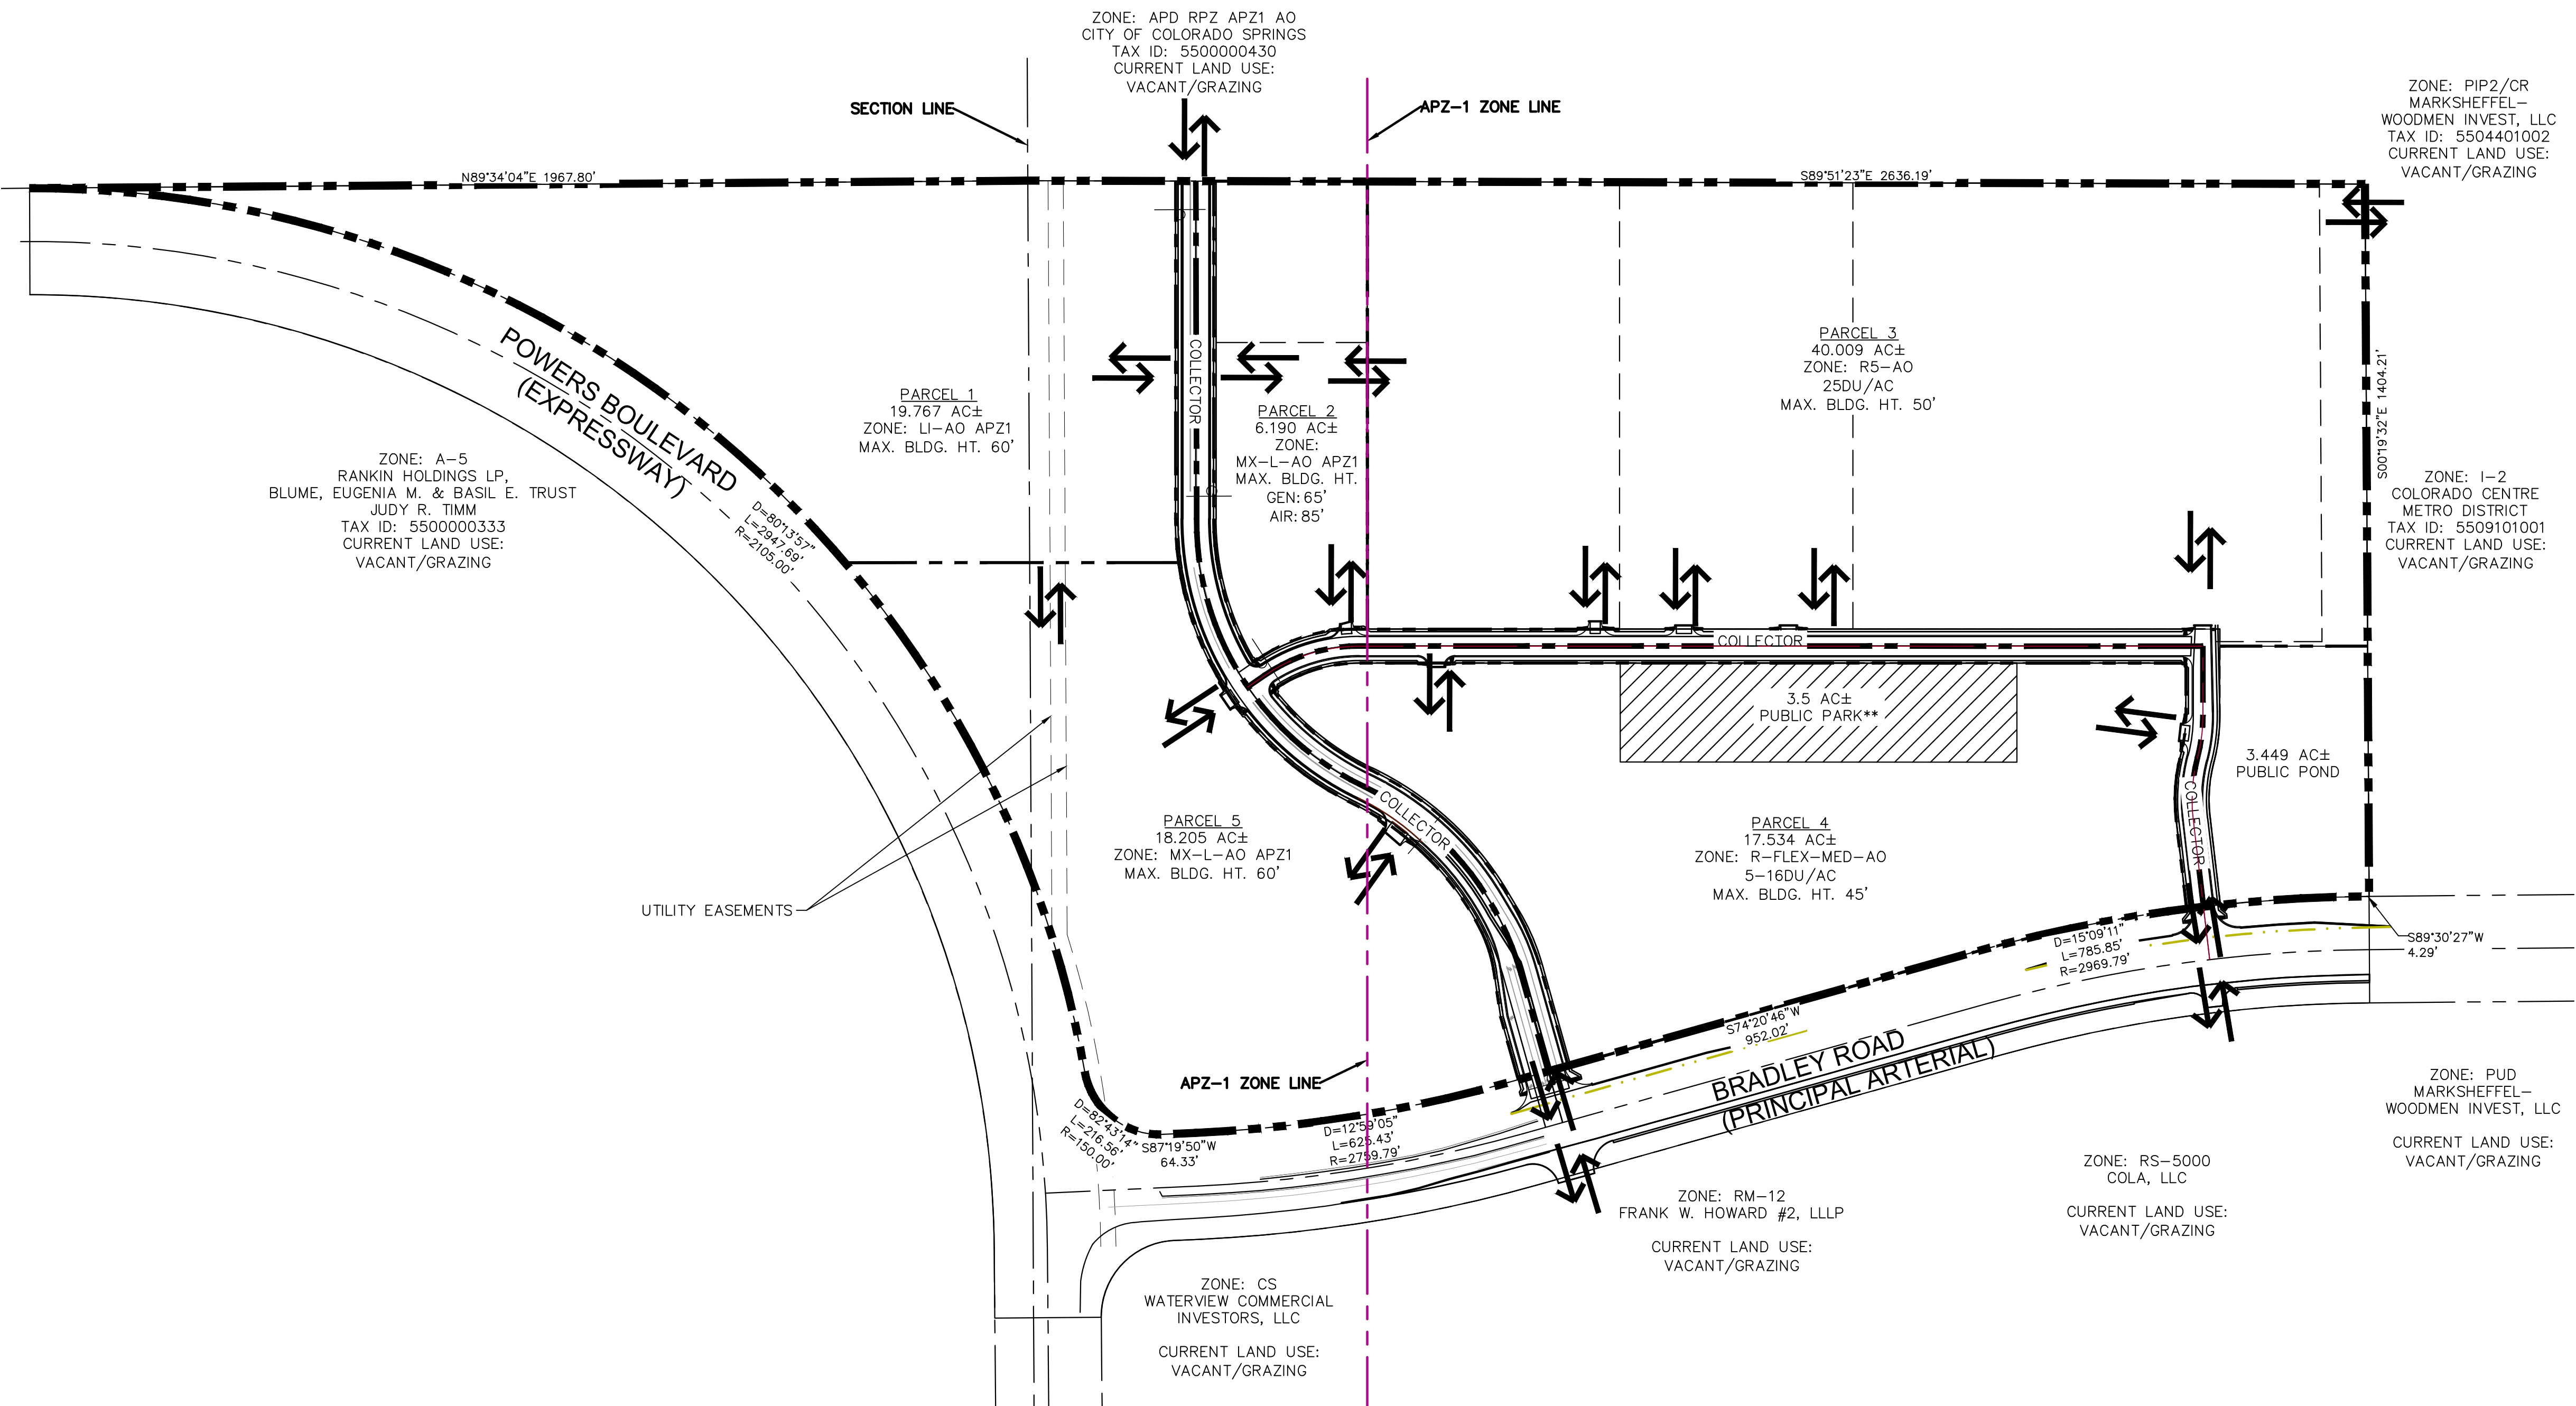 ZONE: APD RPZ APZ1 AO
CITY OF COLORADO SPRINGS
TAX ID: 5500000430
CURRENT LAND USE:
VACANT/GRAZING
SECTION LINE
APZ-1 ZONE LINE
ZONE: PIP2/CR
MARKSHEFFEL-
WOODMEN INVEST, LLC
TAX ID: 5504401002
CURRENT LAND USE:
VACANT/GRAZING
N89°34'04"E 1967.80'
S89°51'23"E 2636.19'
POWERS BOULEVARD
(EXPRESSWAY)
D=80°13'57"
L=2947.69'
R=2105.00'
ZONE: A-5
RANKIN HOLDINGS LP,
BLUME, EUGENIA M. & BASIL E. TRUST
JUDY R. TIMM
TAX ID: 5500000333
CURRENT LAND USE:
VACANT/GRAZING
PARCEL 1
19.767 AC±
ZONE: LI-AO APZ1
MAX. BLDG. HT. 60'
COLLECTOR
PARCEL 2
6.190 AC±
ZONE:
MX-L-AO APZ1
MAX. BLDG. HT.
GEN: 65'
AIR: 85'
PARCEL 3
40.009 AC±
ZONE: R5-AO
25DU/AC
MAX. BLDG. HT. 50'
S00°19'32"E 1404.21'
ZONE: I-2
COLORADO CENTRE
METRO DISTRICT
TAX ID: 5509101001
CURRENT LAND USE:
VACANT/GRAZING
COLLECTOR
3.5 AC±
PUBLIC PARK**
3.449 AC±
PUBLIC POND
COLLECTOR
COLLECTOR
PARCEL 5
18.205 AC±
ZONE: MX-L-AO APZ1
MAX. BLDG. HT. 60'
PARCEL 4
17.534 AC±
ZONE: R-FLEX-MED-AO
5-16DU/AC
MAX. BLDG. HT. 45'
UTILITY EASEMENTS
D=15°09'11"
L=785.85'
R=2969.79'
S89°30'27"W
4.29'
S74°20'46"W
952.02'
BRADLEY ROAD
(PRINCIPAL ARTERIAL)
APZ-1 ZONE LINE
D=82°43'14"
L=216.56'
R=150.00'
S87°19'50"W
64.33'
D=12°59'05"
L=625.43'
R=2759.79'
ZONE: PUD
MARKSHEFFEL-
WOODMEN INVEST, LLC
CURRENT LAND USE:
VACANT/GRAZING
ZONE: RS-5000
COLA, LLC
CURRENT LAND USE:
VACANT/GRAZING
ZONE: RM-12
FRANK W. HOWARD #2, LLLP
CURRENT LAND USE:
VACANT/GRAZING
ZONE: CS
WATERVIEW COMMERCIAL
INVESTORS, LLC
CURRENT LAND USE:
VACANT/GRAZING